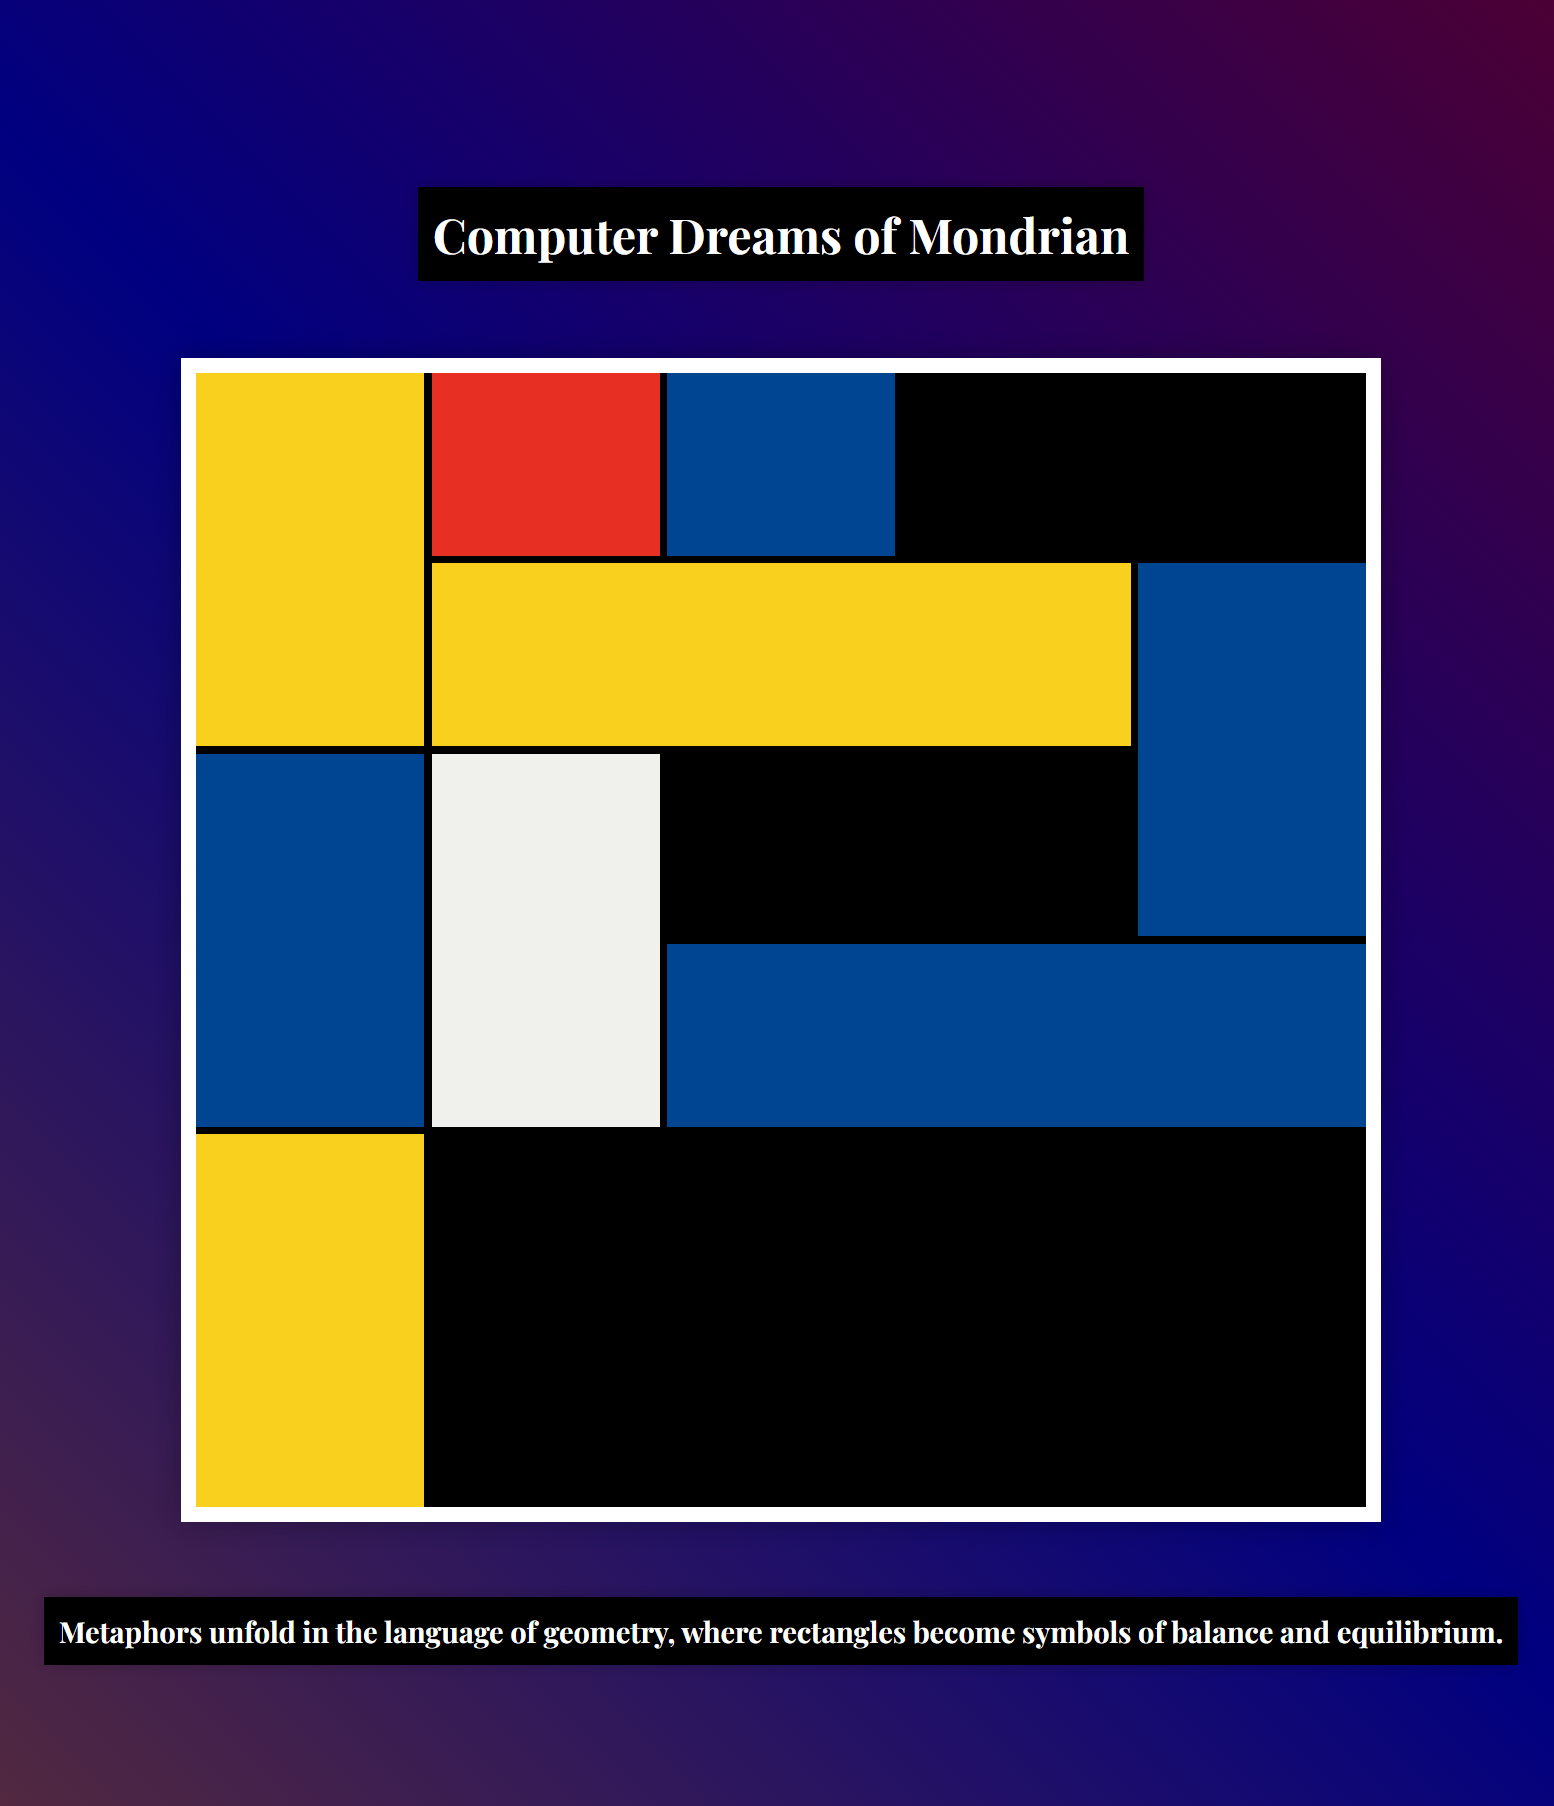 Computer Dreams of Mondrian
Metaphors unfold in the language of geometry, where rectangles become symbols of balance and equilibrium.